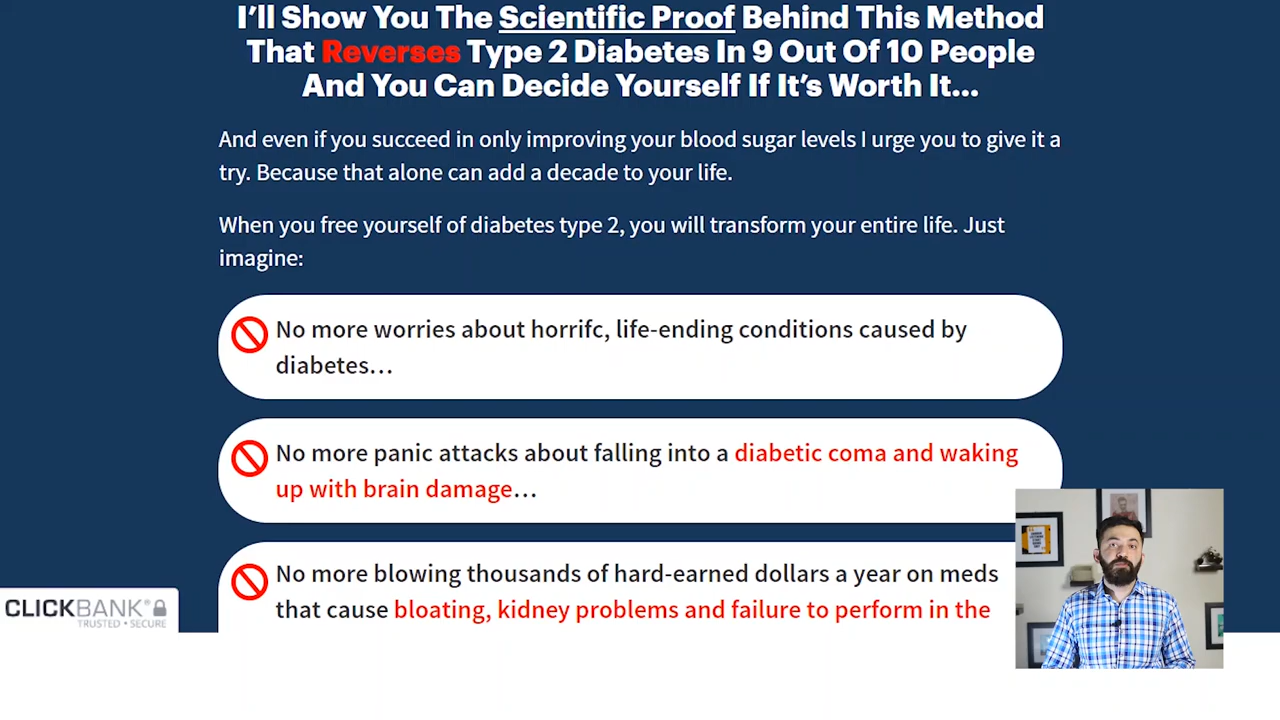 I'll Show You The Scientific Proof Behind This Method
That Reverses Type 2 Diabetes In 9 Out Of 10 People
And You Can Decide Yourself If It's Worth It...
And even if you succeed in only improving your blood sugar levels I urge you to give it a
try. Because that alone can add a decade to your life.
When you free yourself of diabetes type 2, you will transform your entire life. Just
imagine:
No more worries about horrifc, life-ending conditions caused by
diabetes...
No more panic attacks about falling into a diabetic coma and waking
up with brain damage...
No more blowing thousands of hard-earned dollars a year on meds
that cause bloating, kidney problems and failure to perform in the
CLICKBANK®
TRUSTED • SECURE